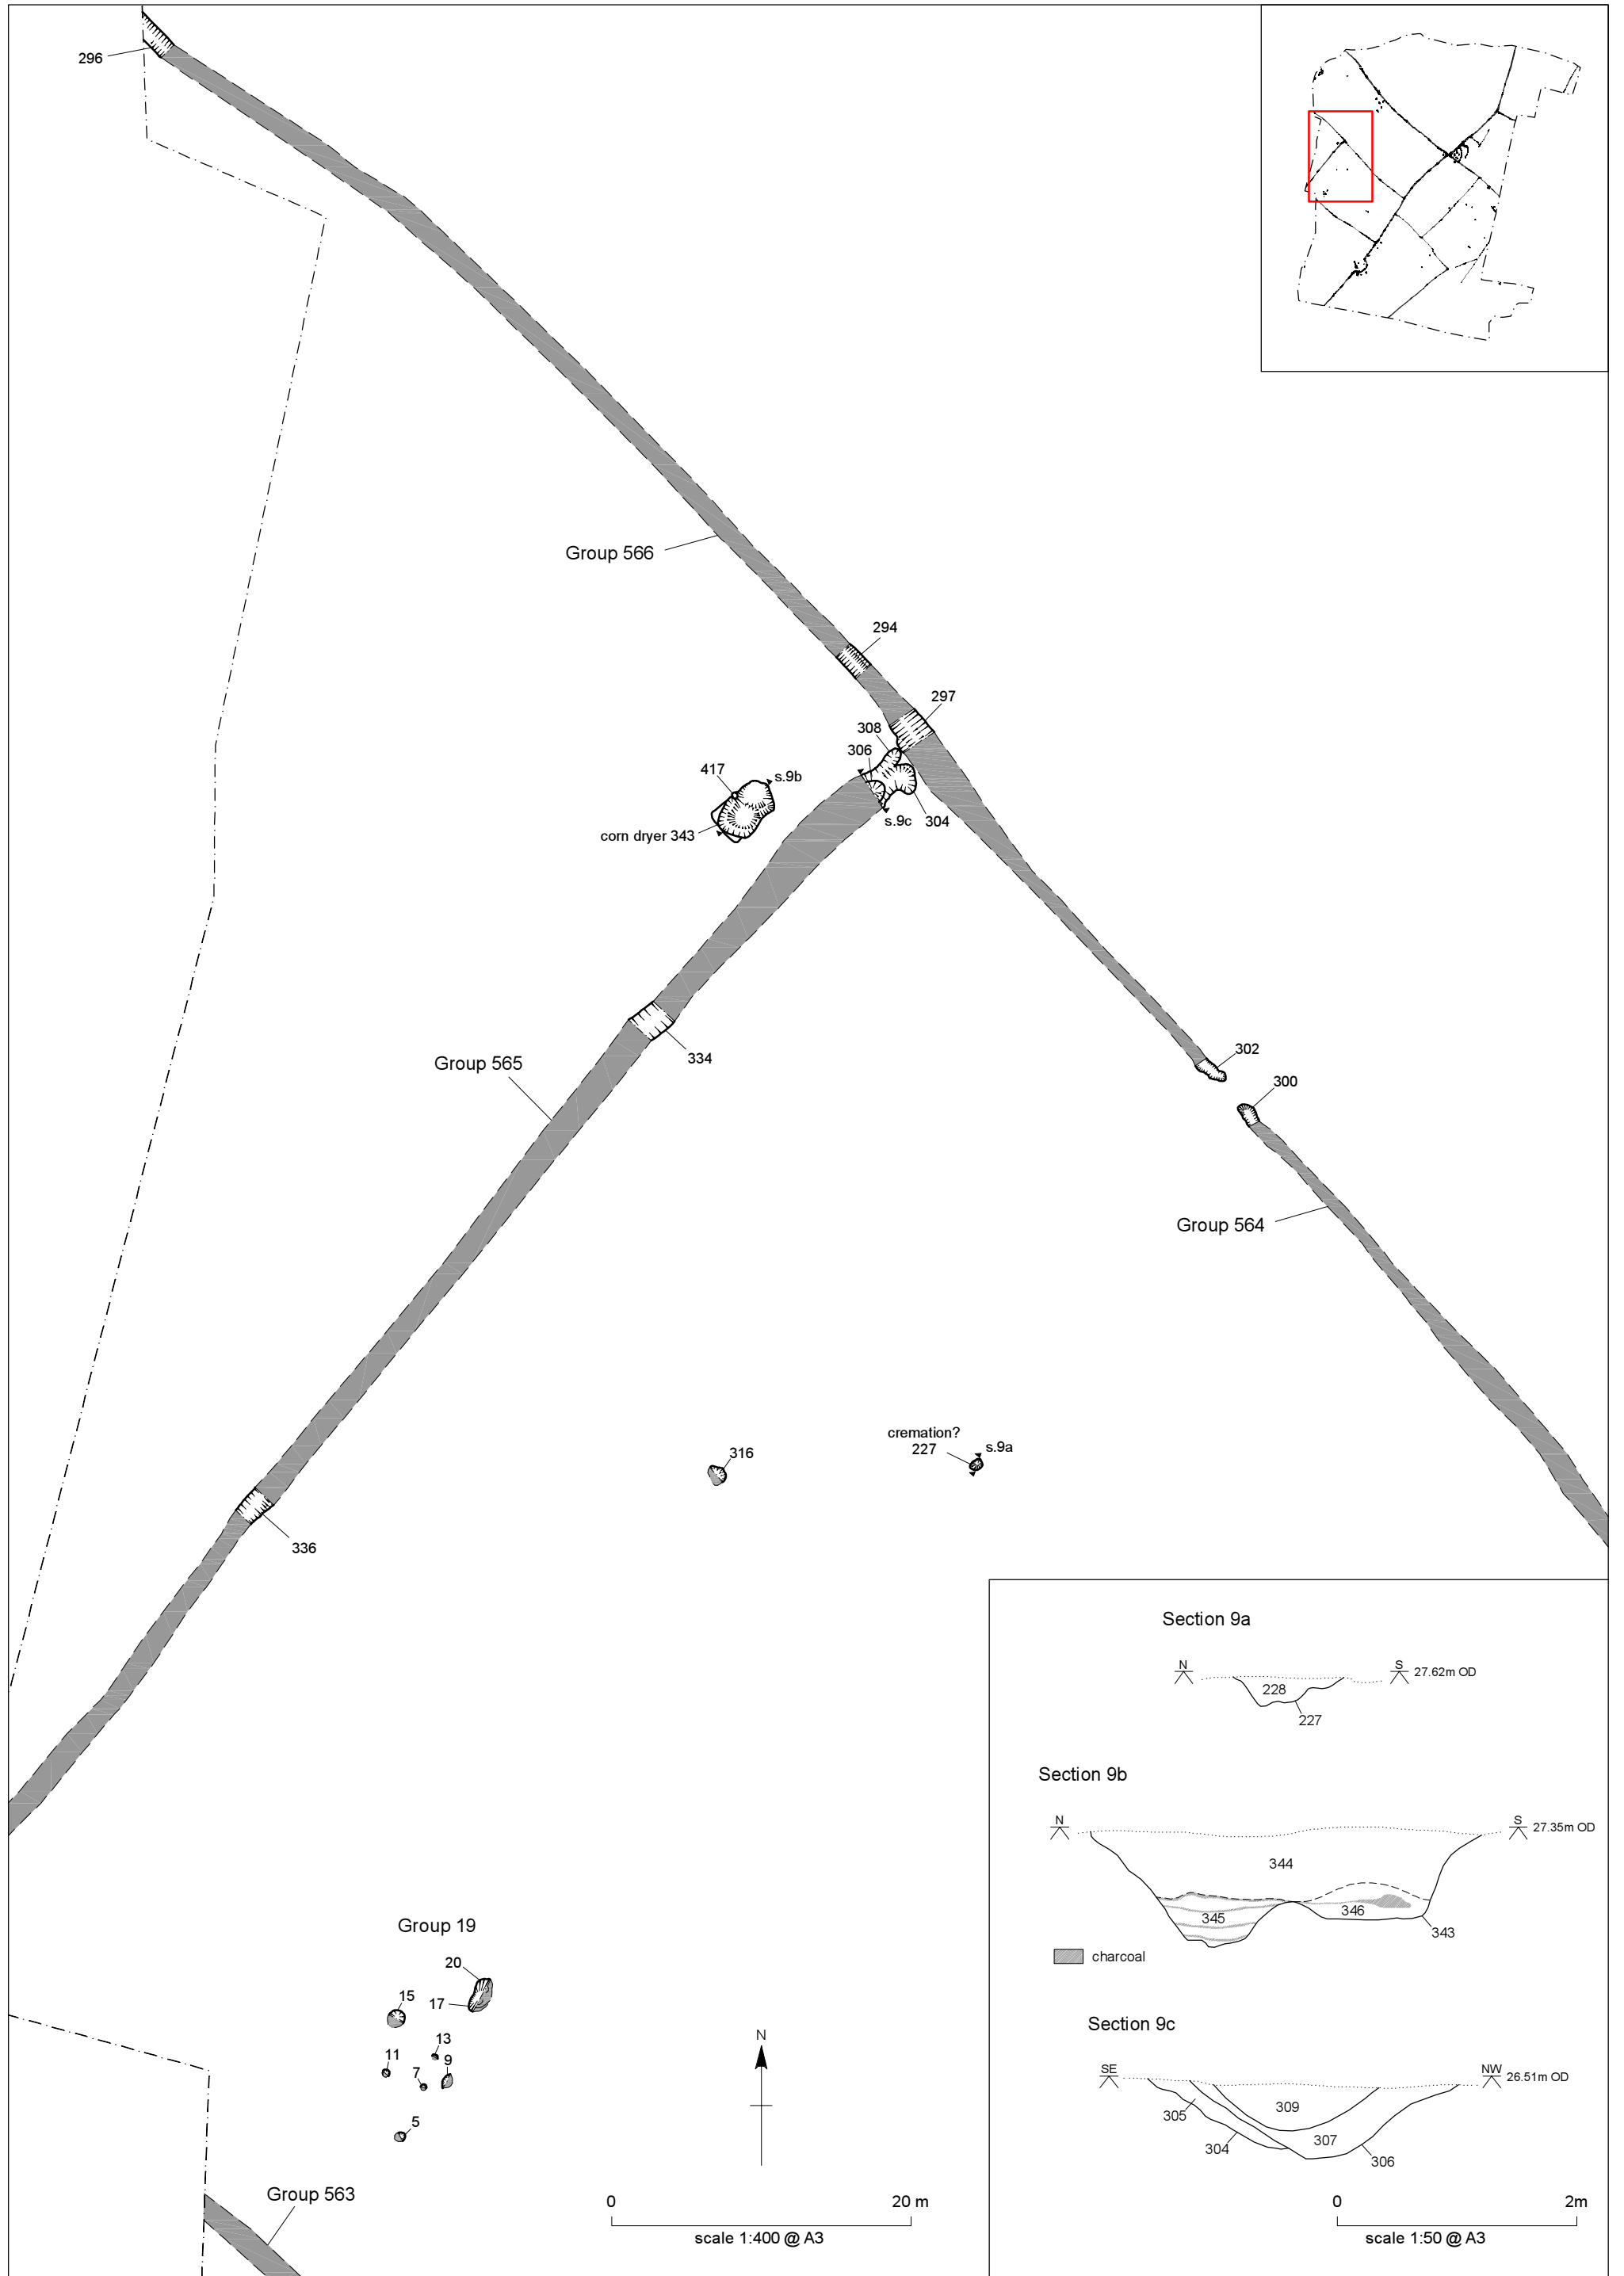 296
Group 566
294
297
308
306
417
s.9b
corn dryer 343
s.9c
304
334
Group 565
302
300
Group 564
316
cremation?
227
s.9a
336
Group 19
20
15
17
13
11
9
7
5
Group 563
N
0
20 m
scale 1:400 @ A3
Section 9a
N
S
27.62m OD
228
227
Section 9b
N
S
27.35m OD
344
345
346
343
charcoal
Section 9c
SE
NW
26.51m OD
309
305
307
304
306
0
2m
scale 1:50 @ A3